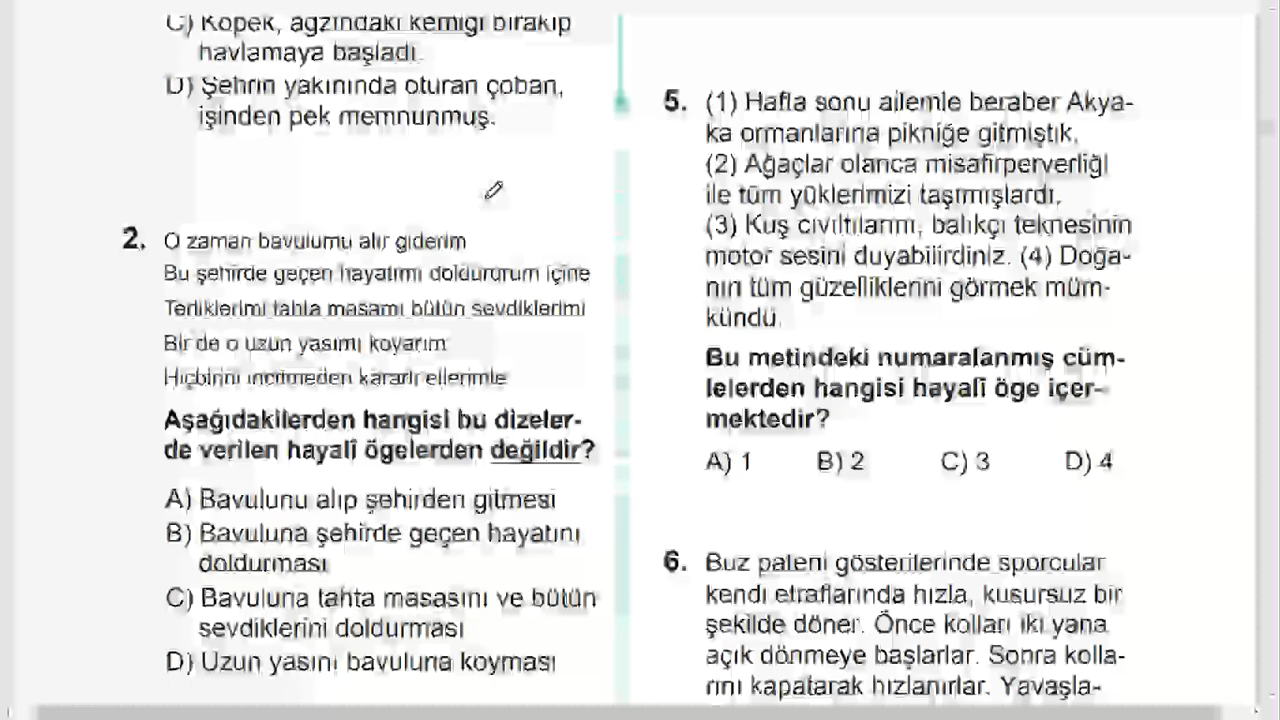 C) Köpek, ağzındaki kemiği bırakıp
havlamaya başladı.
D) Şehrin yakınında oturan çoban,
işinden pek memnunmuş.
2. O zaman bavulumu alır giderim
Bu şehirde geçen hayatımı doldururum içine
Terliklerimi tahta masamı bütün sevdiklerimi
Bir de o uzun yasımı koyarım
Hiçbirini incitmeden kararlı ellerimle
Aşağıdakilerden hangisi bu dizeler-
de verilen hayalî ögelerden değildir?
A) Bavulunu alıp şehirden gitmesi
B) Bavuluna şehirde geçen hayatını
doldurması
C) Bavuluna tahta masasını ve bütün
sevdiklerini doldurması
D) Uzun yasını bavuluna koyması
5. (1) Hafta sonu ailemle beraber Akya-
ka ormanlarına pikniğe gitmiştik.
(2) Ağaçlar olanca misafirperverliği
ile tüm yüklerimizi taşımışlardı.
(3) Kuş cıvıltılarını, balıkçı teknesinin
motor sesini duyabilirdiniz. (4) Doğa-
nın tüm güzelliklerini görmek müm-
kündü.
Bu metindeki numaralanmış cüm-
lelerden hangisi hayalî öge içer-
mektedir?
A) 1 B) 2 C) 3 D) 4
6. Buz pateni gösterilerinde sporcular
kendi etraflarında hızla, kusursuz bir
şekilde döner. Önce kolları iki yana
açık dönmeye başlarlar. Sonra kolla-
rını kapatarak hızlanırlar. Yavaşla-